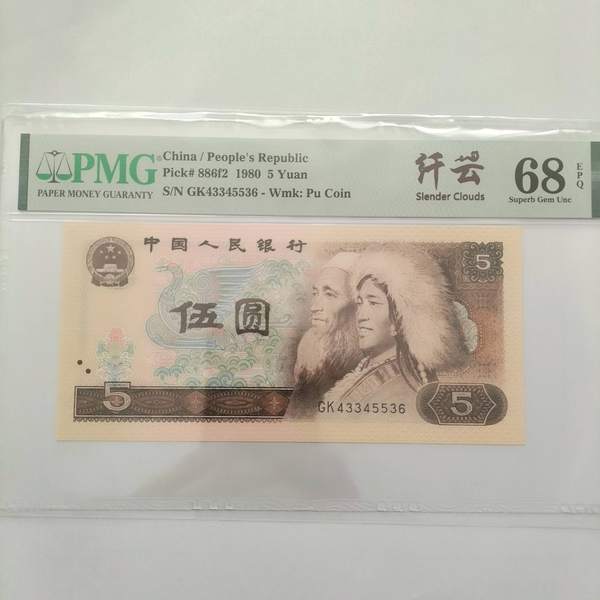 PMG
PAPER MONEY GUARANTY
China / People's Republic
Pick# 886f2 1980 5 Yuan
S/N GK43345536 - Wmk: Pu Coin
纤云
Slender Clouds
68
EPQ
Superb Gem Unc
中国人民银行
5
伍圆
5
GK43345536
5